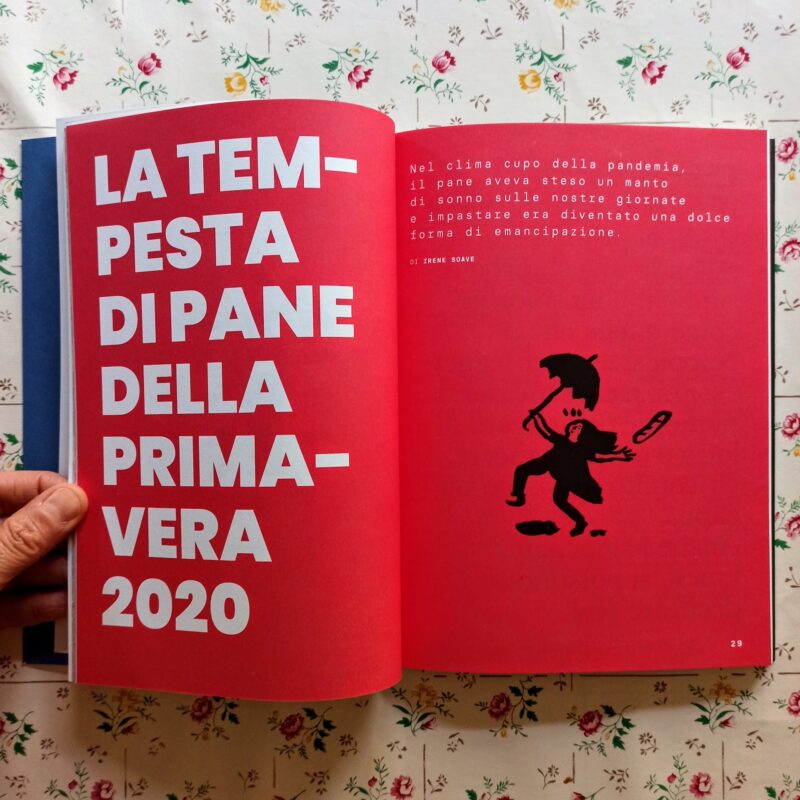 LA TEM–
PESTA
DI PANE
DELLA
PRIMA–
VERA
2020
Nel clima cupo della pandemia,
il pane aveva steso un manto
di sonno sulle nostre giornate
e impastare era diventato una dolce
forma di emancipazione.
DI IRENE SOAVE
29